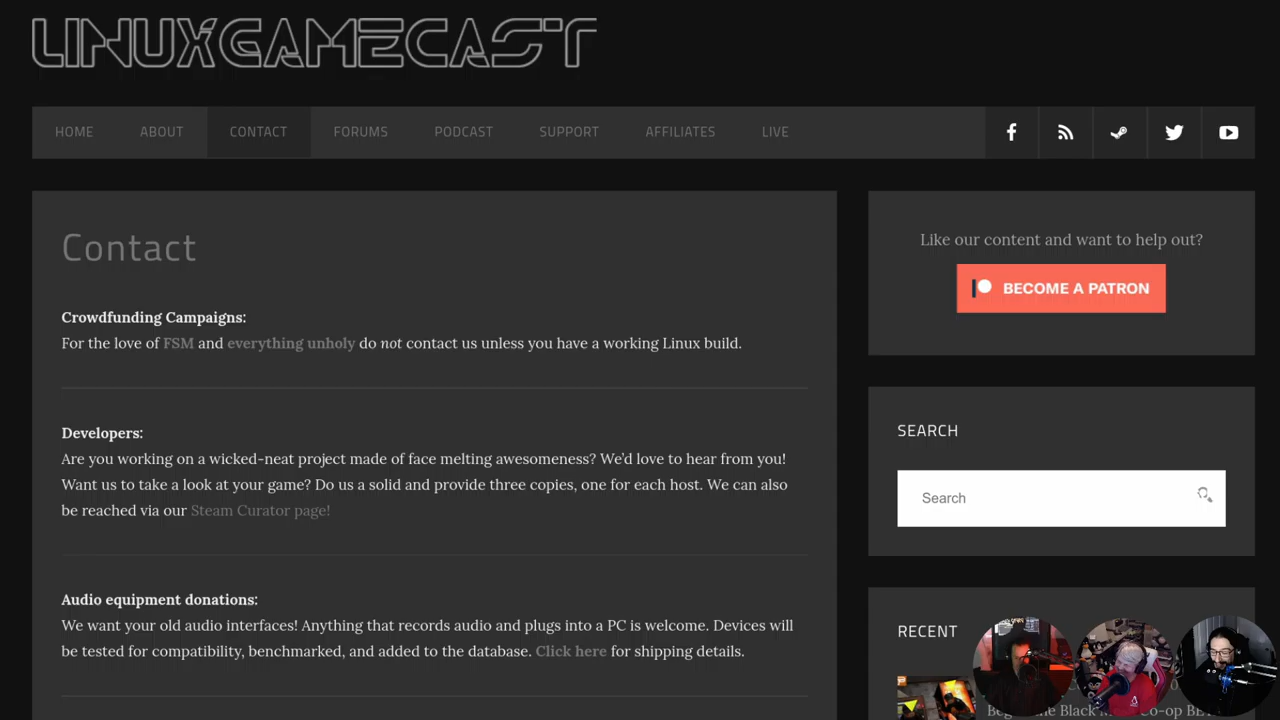 LINUXGAMECAST
HOME ABOUT CONTACT FORUMS PODCAST SUPPORT AFFILIATES LIVE
Contact
Crowdfunding Campaigns:
For the love of FSM and everything unholy do not contact us unless you have a working Linux build.
Developers:
Are you working on a wicked-neat project made of face melting awesomeness? We'd love to hear from you!
Want us to take a look at your game? Do us a solid and provide three copies, one for each host. We can also
be reached via our Steam Curator page!
Audio equipment donations:
We want your old audio interfaces! Anything that records audio and plugs into a PC is welcome. Devices will
be tested for compatibility, benchmarked, and added to the database. Click here for shipping details.
Like our content and want to help out?
BECOME A PATRON
SEARCH
Search
RECENT